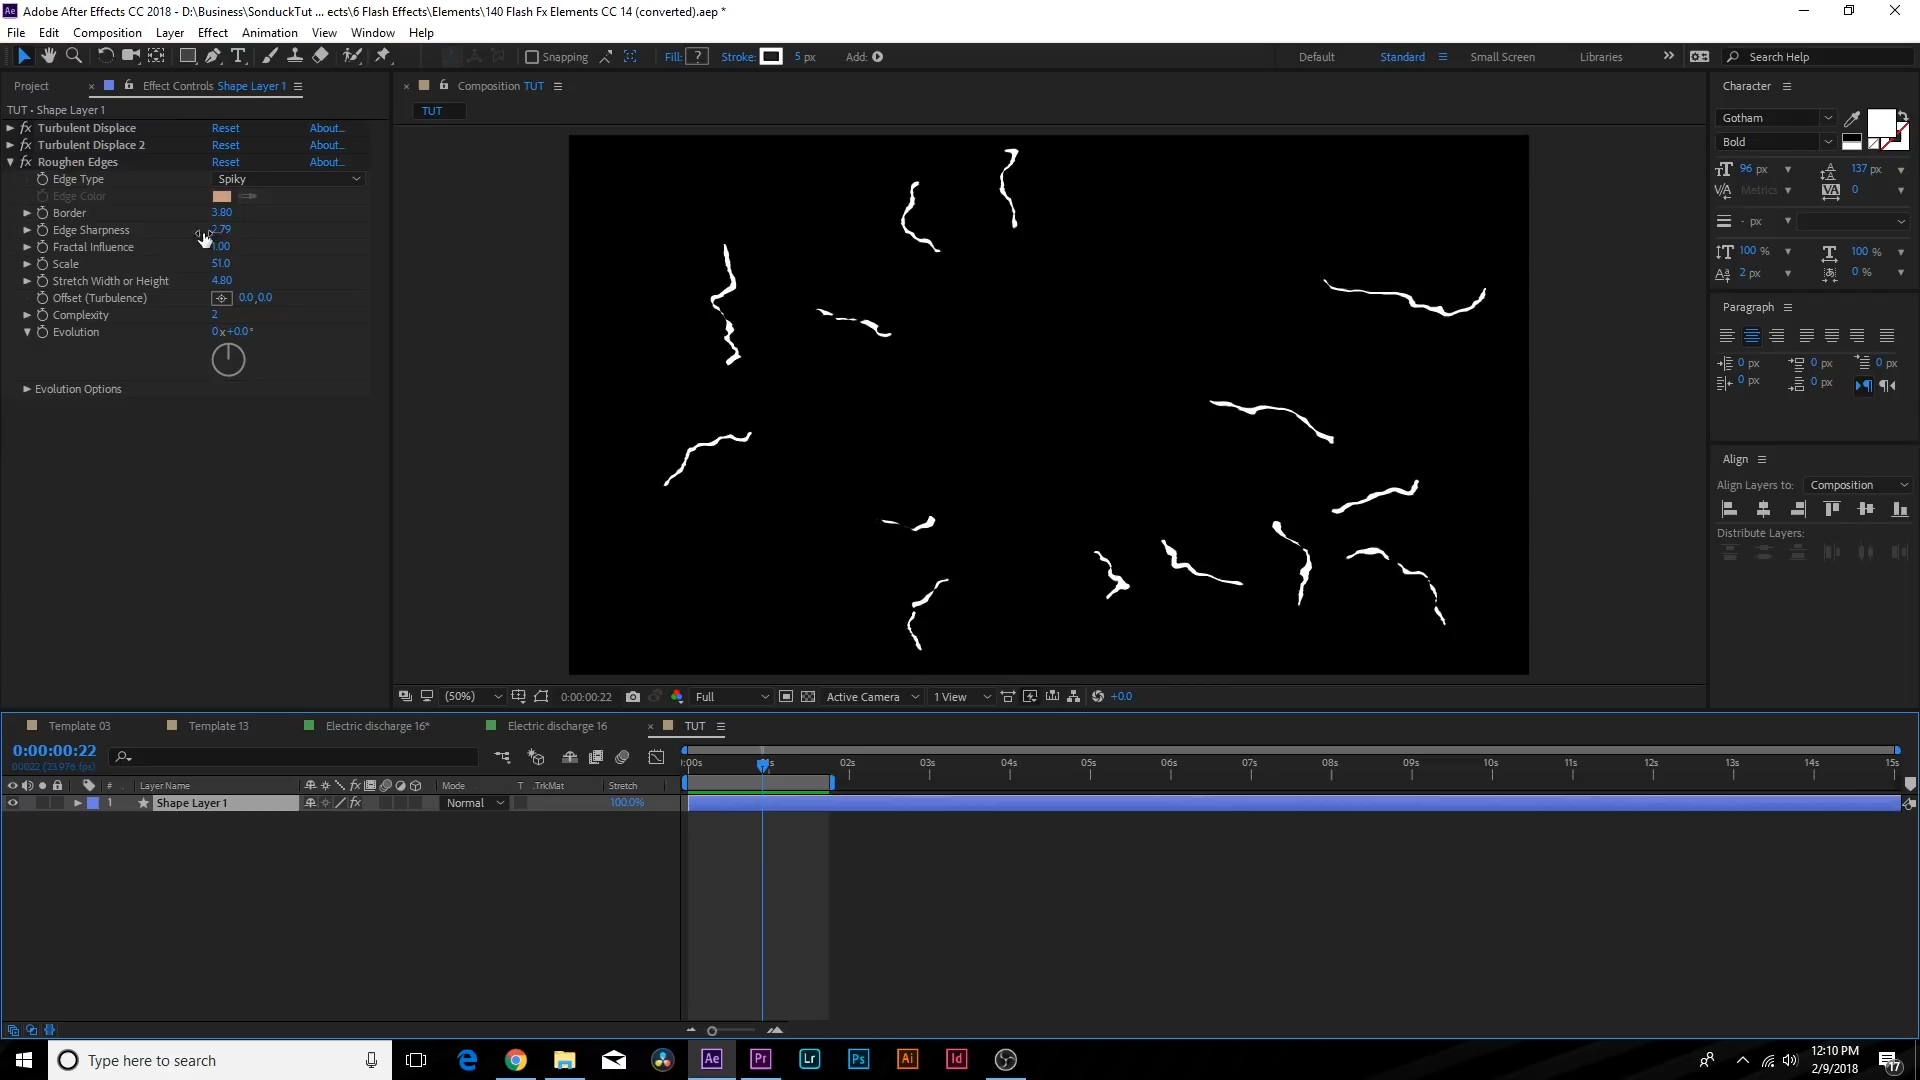 Adobe After Effects CC 2018 - D:\Business\SonduckTut ... ects\6 Flash Effects\Elements\140 Flash Fx Elements CC 14 (converted).aep *
File Edit Composition Layer Effect Animation View Window Help
Snapping Fill: ? Stroke: 5 px Add: Default Standard Small Screen Libraries Search Help
Project Effect Controls Shape Layer 1 Composition TUT Character
TUT • Shape Layer 1 TUT
Turbulent Displace Reset About...
Turbulent Displace 2 Reset About...
Roughen Edges Reset About...
Edge Type Spiky
Edge Color
Border 3.80
Edge Sharpness 2.79
Fractal Influence 1.00
Scale 51.0
Stretch Width or Height 4.80
Offset (Turbulence) 0.0,0.0
Complexity 2
Evolution 0x+0.0°
Evolution Options
Gotham
Bold
96 px 137 px
Metrics 0
- px
100 % 100 %
2 px 0 %
Paragraph
0 px 0 px 0 px
0 px 0 px
Align
Align Layers to: Composition
Distribute Layers:
(50%) 0:00:00:22 Full Active Camera 1 View +0.0
Template 03 Template 13 Electric discharge 16* Electric discharge 16 TUT
0:00:00:22
00022 (23.976 fps)
):00s 02s 03s 04s 05s 06s 07s 08s 09s 10s 11s 12s 13s 14s 15s
# Layer Name Mode T .TrkMat Stretch
1 Shape Layer 1 Normal 100.0%
Type here to search
Ae Pr Lr Ps Ai Id
12:10 PM
2/9/2018
17